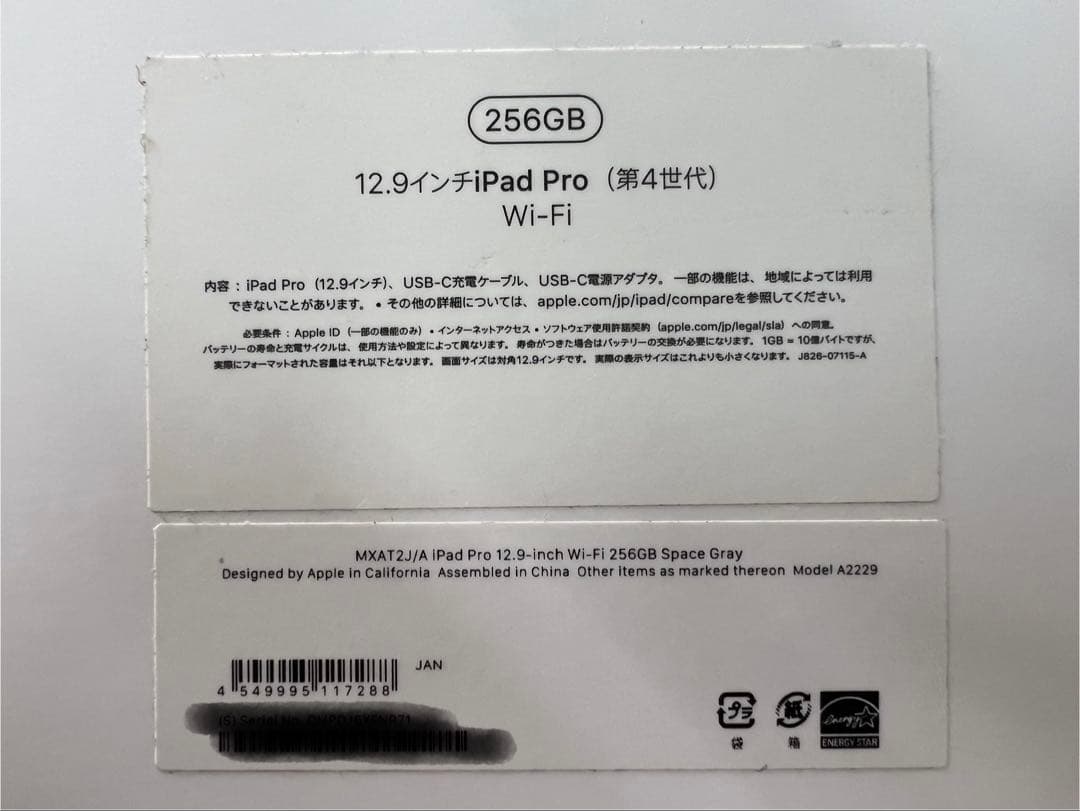 256GB
12.9インチiPad Pro（第4世代）
Wi-Fi
内容：iPad Pro（12.9インチ）、USB-C充電ケーブル、USB-C電源アダプタ。一部の機能は、地域によっては利用
できないことがあります。• その他の詳細については、apple.com/jp/ipad/compareを参照してください。
必要条件：Apple ID（一部の機能のみ）• インターネットアクセス • ソフトウェア使用許諾契約（apple.com/jp/legal/sla）への同意。
バッテリーの寿命と充電サイクルは、使用方法や設定によって異なります。寿命がつきた場合はバッテリーの交換が必要になります。1GB = 10億バイトですが、
実際にフォーマットされた容量はそれ以下となります。画面サイズは対角12.9インチです。実際の表示サイズはこれよりも小さくなります。J826-07115-A
MXAT2J/A iPad Pro 12.9-inch Wi-Fi 256GB Space Gray
Designed by Apple in California Assembled in China Other items as marked thereon Model A2229
JAN
4 549995 117288
(S) Serial No.
プラ 紙 energy
袋 箱 ENERGY STAR